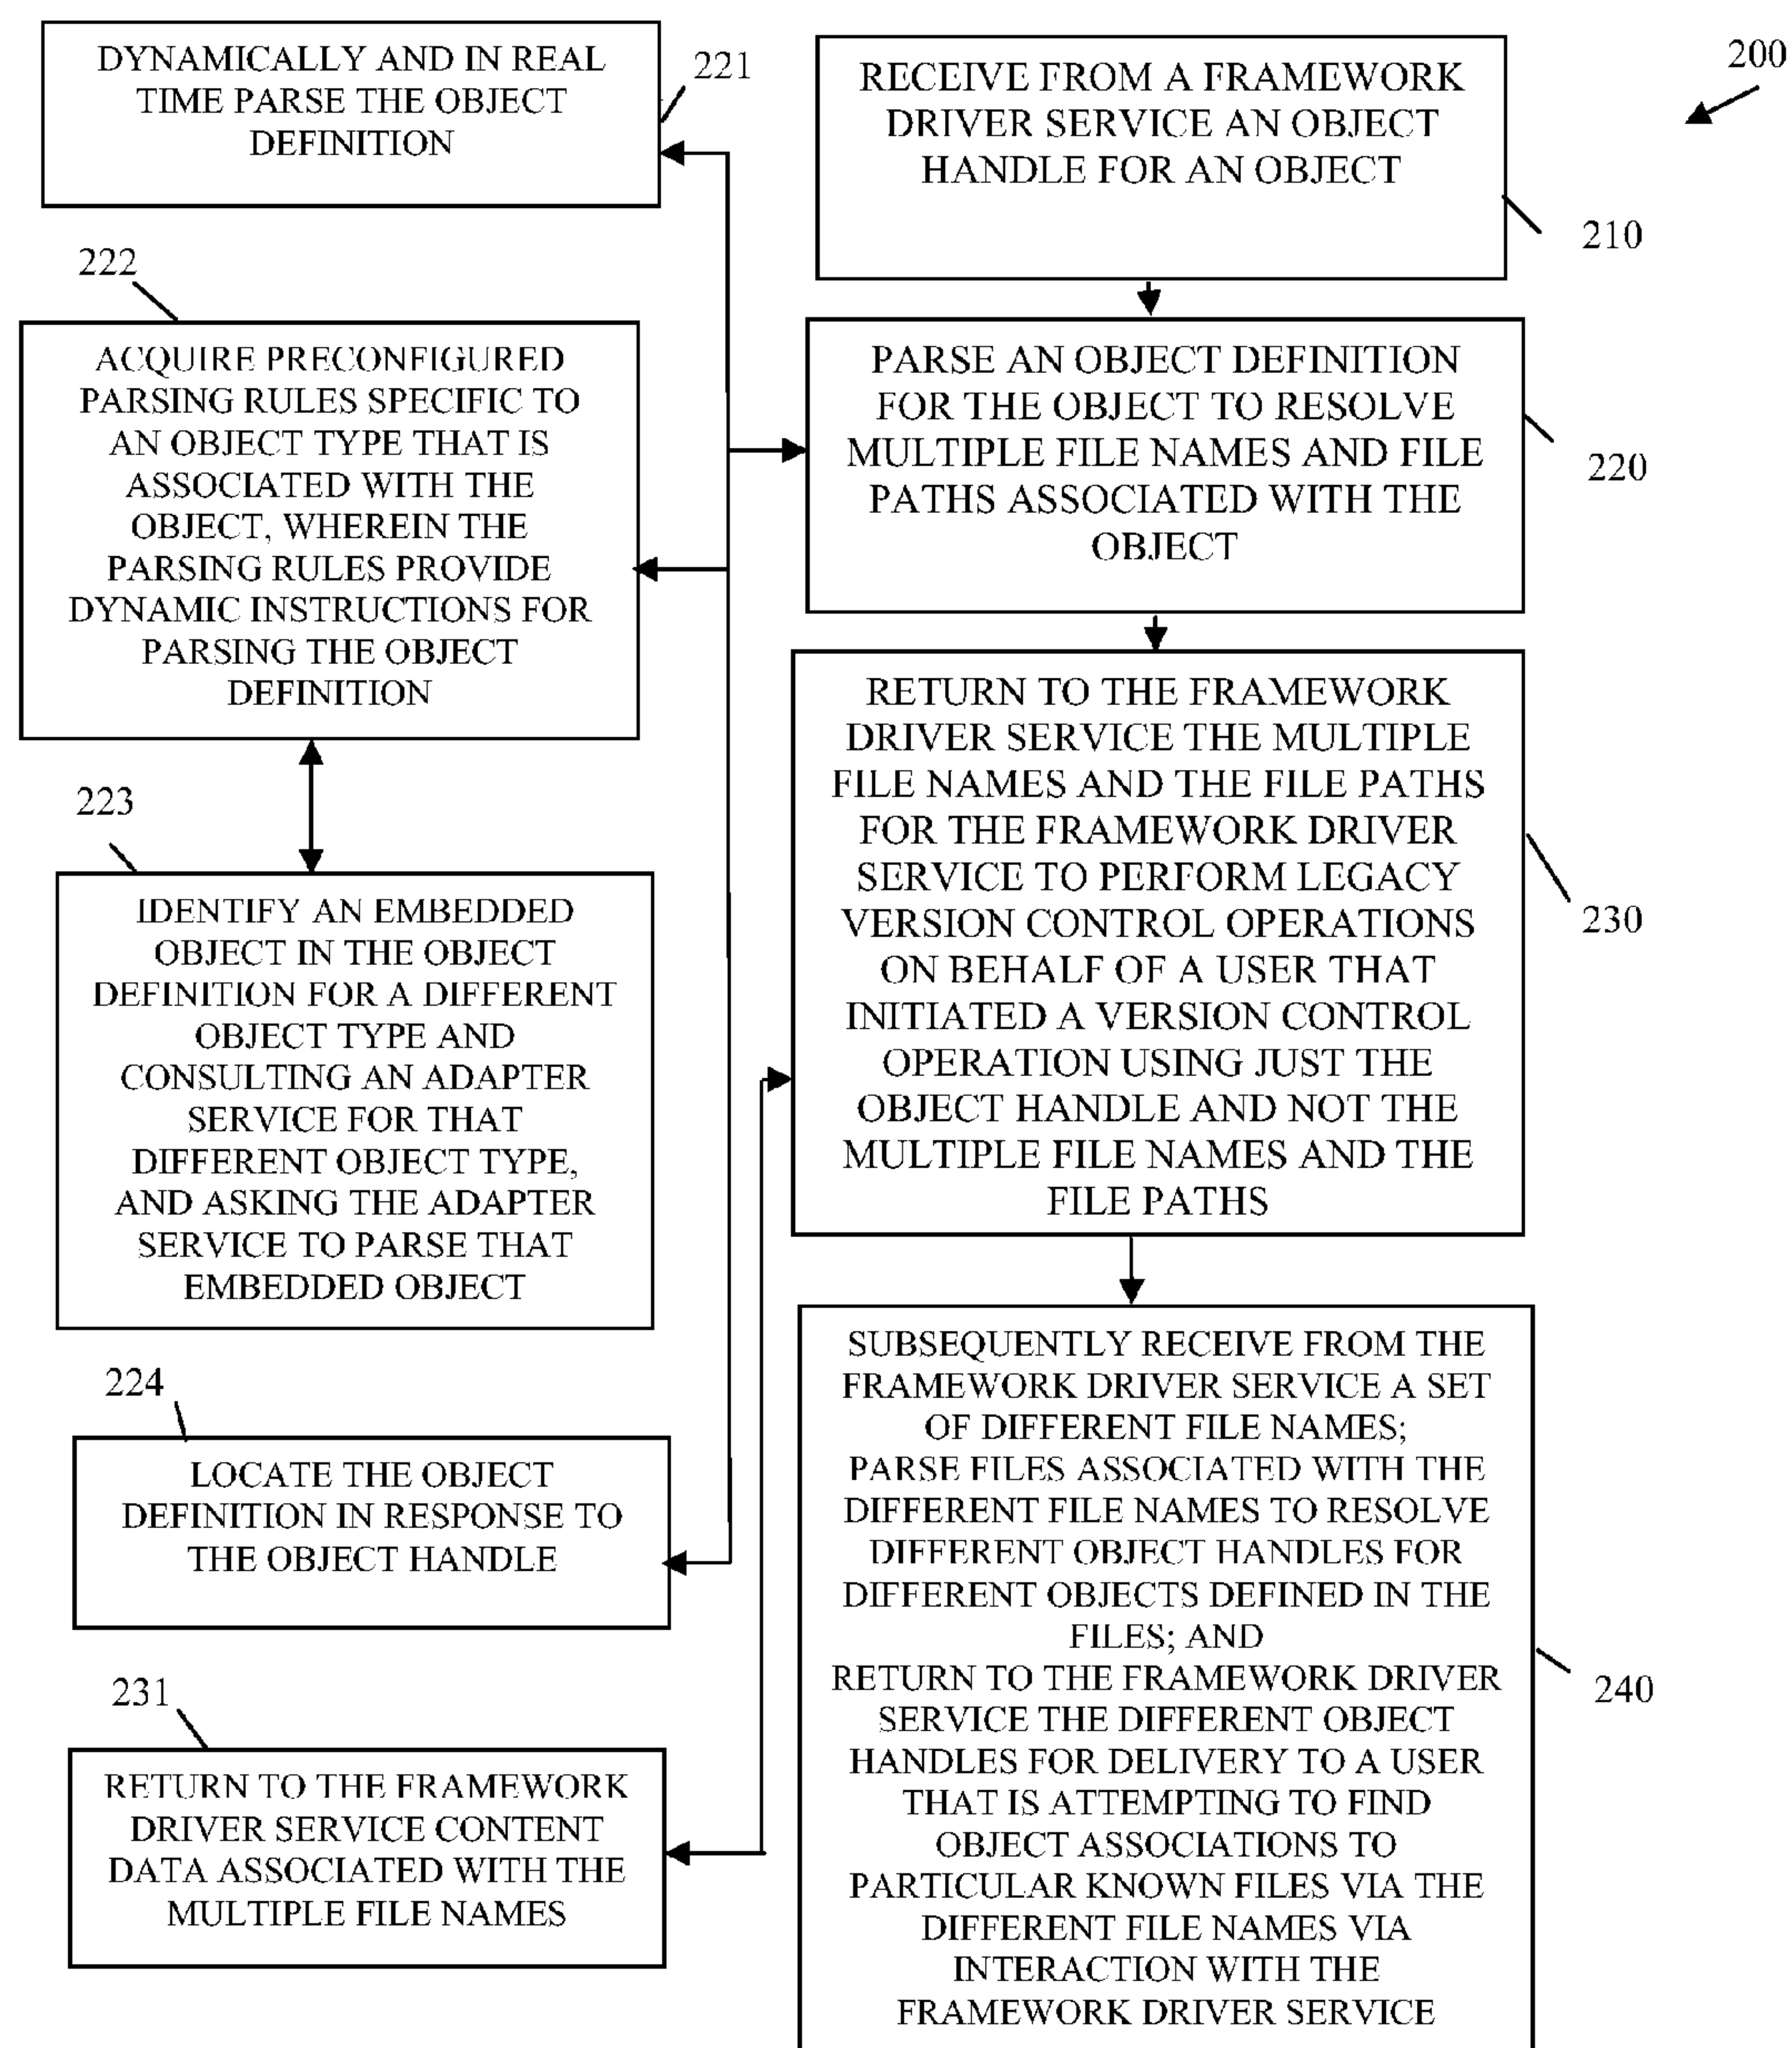 200
RECEIVE FROM A FRAMEWORK
DRIVER SERVICE AN OBJECT
HANDLE FOR AN OBJECT
210
PARSE AN OBJECT DEFINITION
FOR THE OBJECT TO RESOLVE
MULTIPLE FILE NAMES AND FILE
PATHS ASSOCIATED WITH THE
OBJECT
220
DYNAMICALLY AND IN REAL
TIME PARSE THE OBJECT
DEFINITION
221
222
ACQUIRE PRECONFIGURED
PARSING RULES SPECIFIC TO
AN OBJECT TYPE THAT IS
ASSOCIATED WITH THE
OBJECT, WHEREIN THE
PARSING RULES PROVIDE
DYNAMIC INSTRUCTIONS FOR
PARSING THE OBJECT
DEFINITION
223
IDENTIFY AN EMBEDDED
OBJECT IN THE OBJECT
DEFINITION FOR A DIFFERENT
OBJECT TYPE AND
CONSULTING AN ADAPTER
SERVICE FOR THAT
DIFFERENT OBJECT TYPE,
AND ASKING THE ADAPTER
SERVICE TO PARSE THAT
EMBEDDED OBJECT
224
LOCATE THE OBJECT
DEFINITION IN RESPONSE TO
THE OBJECT HANDLE
RETURN TO THE FRAMEWORK
DRIVER SERVICE THE MULTIPLE
FILE NAMES AND THE FILE PATHS
FOR THE FRAMEWORK DRIVER
SERVICE TO PERFORM LEGACY
VERSION CONTROL OPERATIONS
ON BEHALF OF A USER THAT
INITIATED A VERSION CONTROL
OPERATION USING JUST THE
OBJECT HANDLE AND NOT THE
MULTIPLE FILE NAMES AND THE
FILE PATHS
230
231
RETURN TO THE FRAMEWORK
DRIVER SERVICE CONTENT
DATA ASSOCIATED WITH THE
MULTIPLE FILE NAMES
SUBSEQUENTLY RECEIVE FROM THE
FRAMEWORK DRIVER SERVICE A SET
OF DIFFERENT FILE NAMES;
PARSE FILES ASSOCIATED WITH THE
DIFFERENT FILE NAMES TO RESOLVE
DIFFERENT OBJECT HANDLES FOR
DIFFERENT OBJECTS DEFINED IN THE
FILES; AND
RETURN TO THE FRAMEWORK DRIVER
SERVICE THE DIFFERENT OBJECT
HANDLES FOR DELIVERY TO A USER
THAT IS ATTEMPTING TO FIND
OBJECT ASSOCIATIONS TO
PARTICULAR KNOWN FILES VIA THE
DIFFERENT FILE NAMES VIA
INTERACTION WITH THE
FRAMEWORK DRIVER SERVICE
240